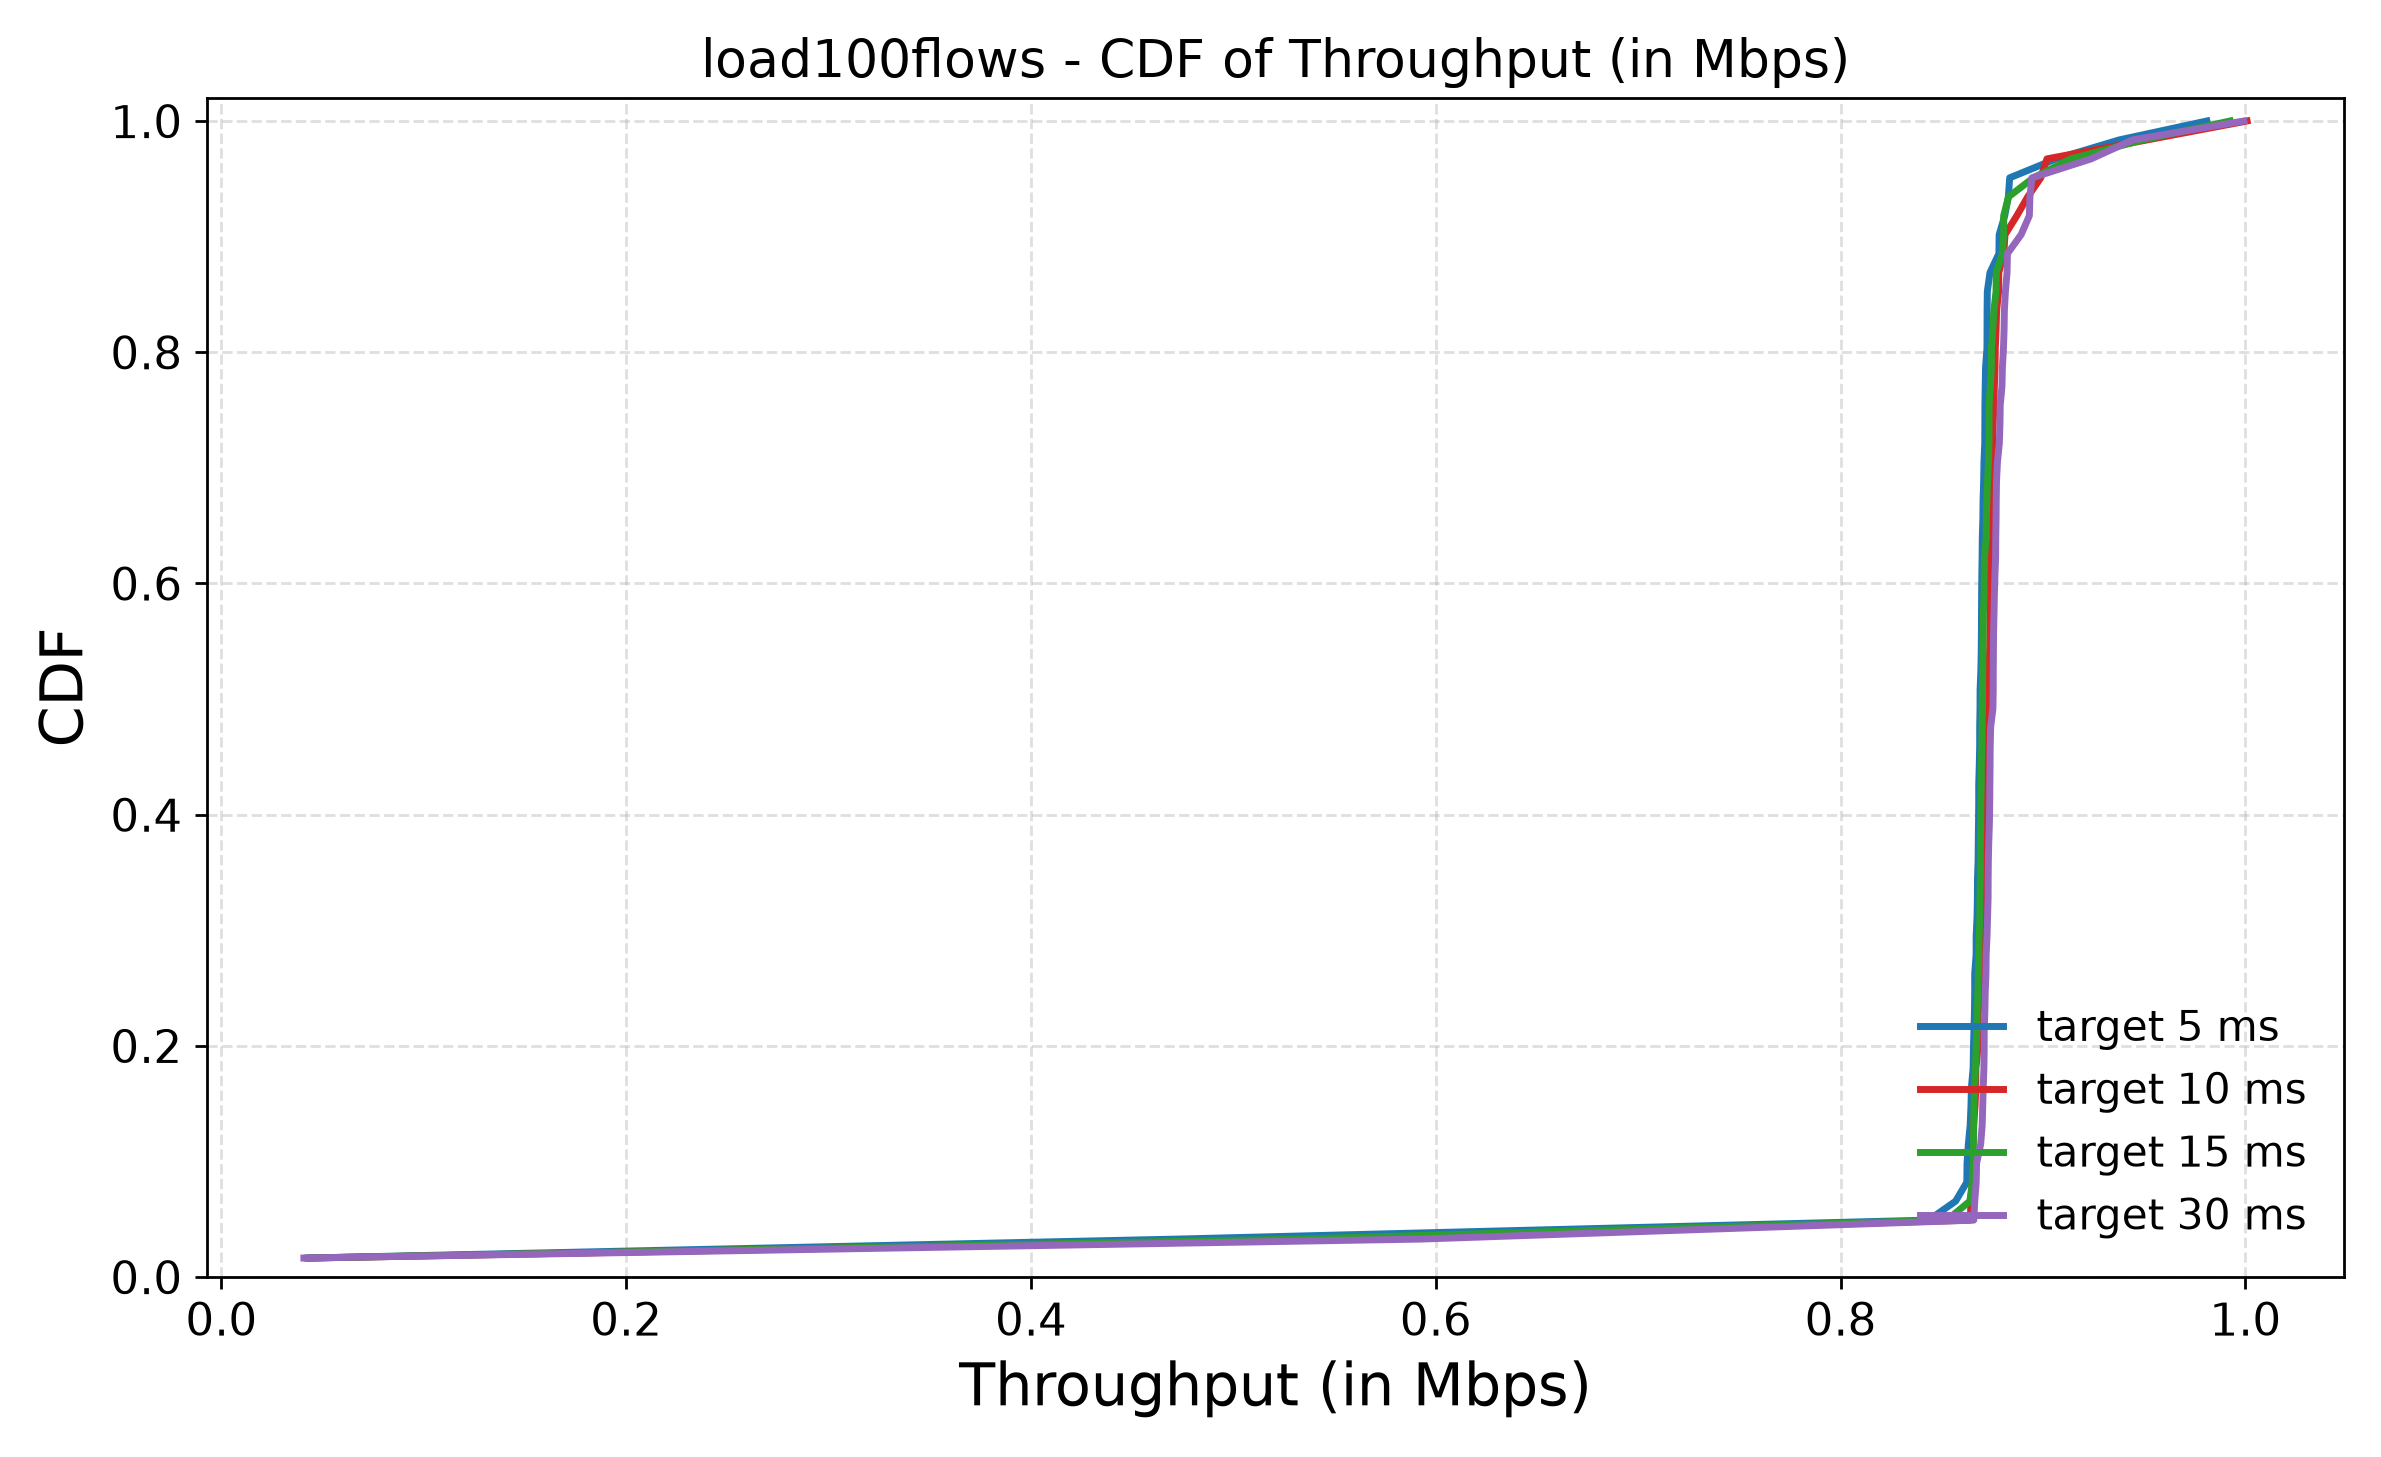 load100flows - CDF of Throughput (in Mbps)
1.0
0.8
0.6
0.4
0.2
0.0
CDF
target 5 ms
target 10 ms
target 15 ms
target 30 ms
0.0 0.2 0.4 0.6 0.8 1.0
Throughput (in Mbps)